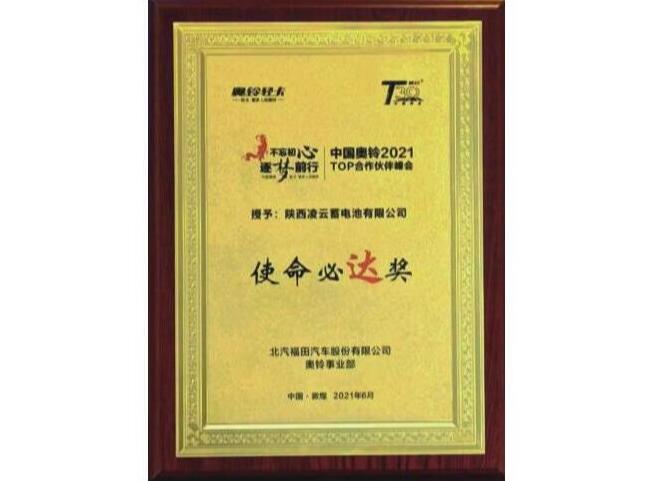 奥铃轻卡
T30
不忘初心
逐梦前行
中国奥铃2021
TOP合作伙伴峰会
授予：陕西凌云蓄电池有限公司
使命必达奖
北汽福田汽车股份有限公司
奥铃事业部
中国·敦煌 2021年6月